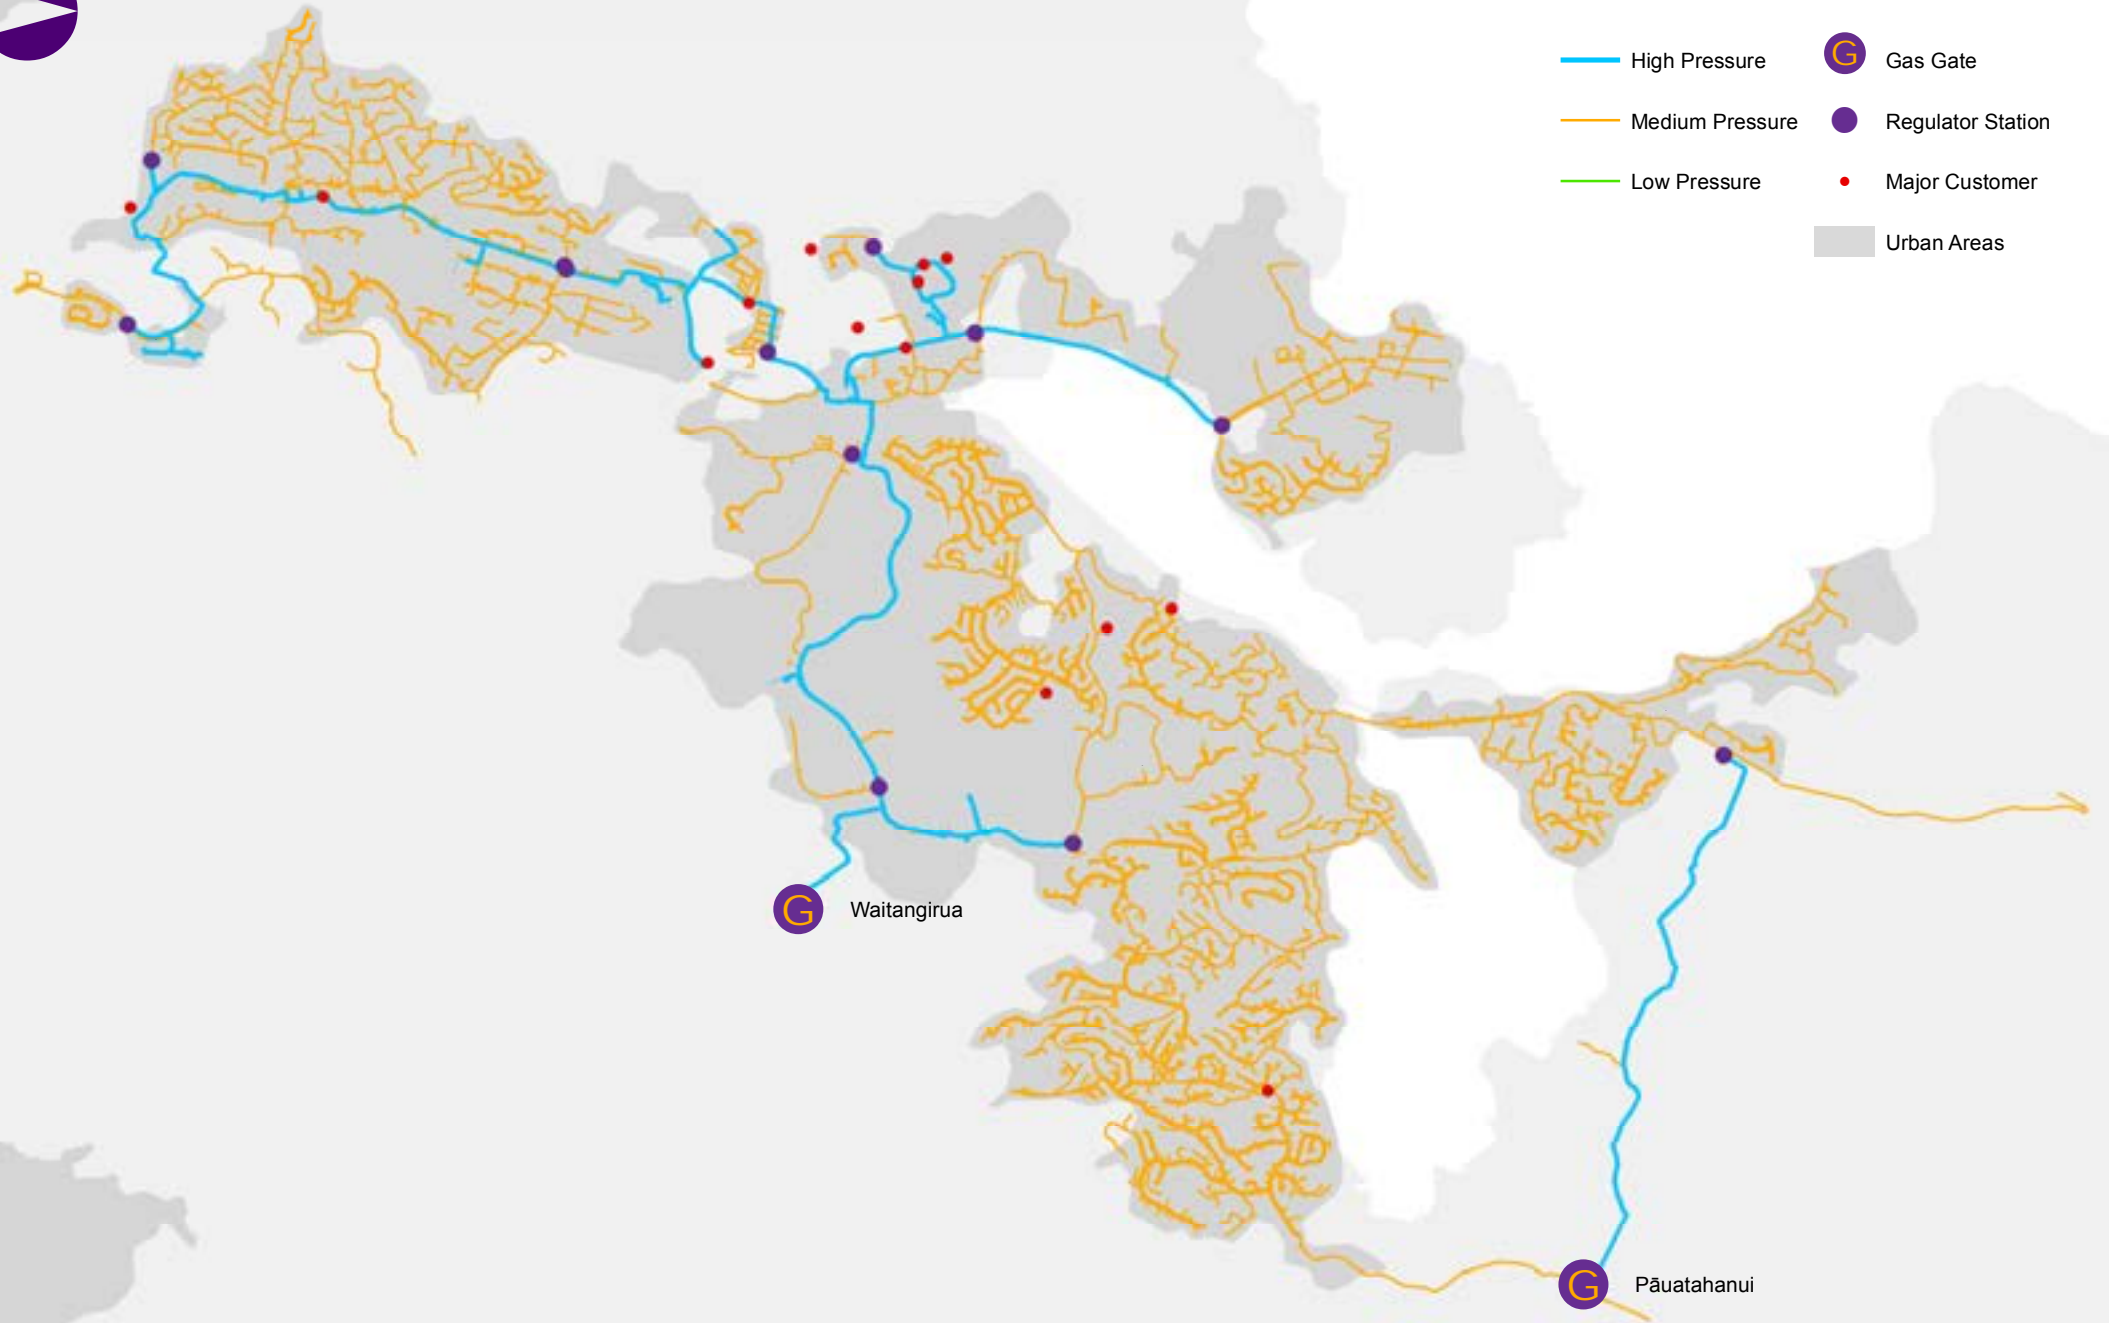 High Pressure
G
Gas Gate
Medium Pressure
Regulator Station
Low Pressure
Major Customer
Urban Areas
G
Waitangirua
G
Pāuatahanui